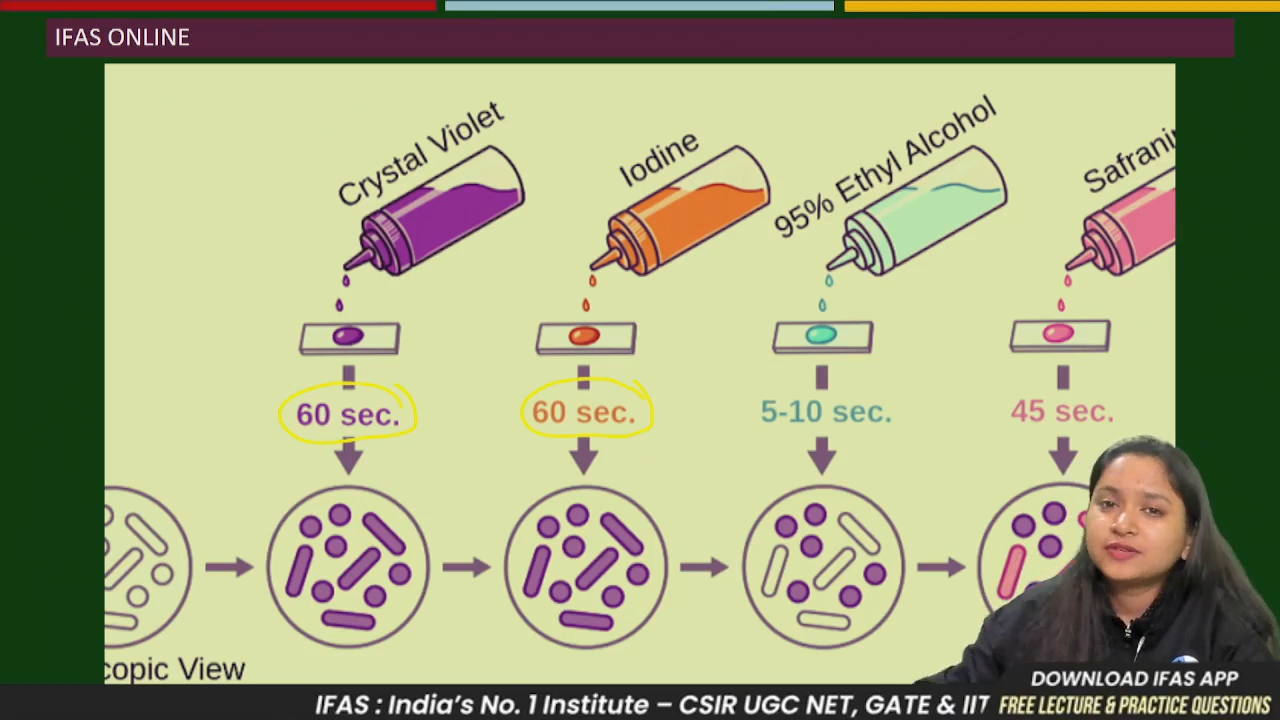 IFAS ONLINE
Crystal Violet
Iodine
95% Ethyl Alcohol
Safranin
60 sec.
60 sec.
5-10 sec.
45 sec.
copic View
DOWNLOAD IFAS APP
IFAS : India's No. 1 Institute – CSIR UGC NET, GATE & IIT
FREE LECTURE & PRACTICE QUESTIONS